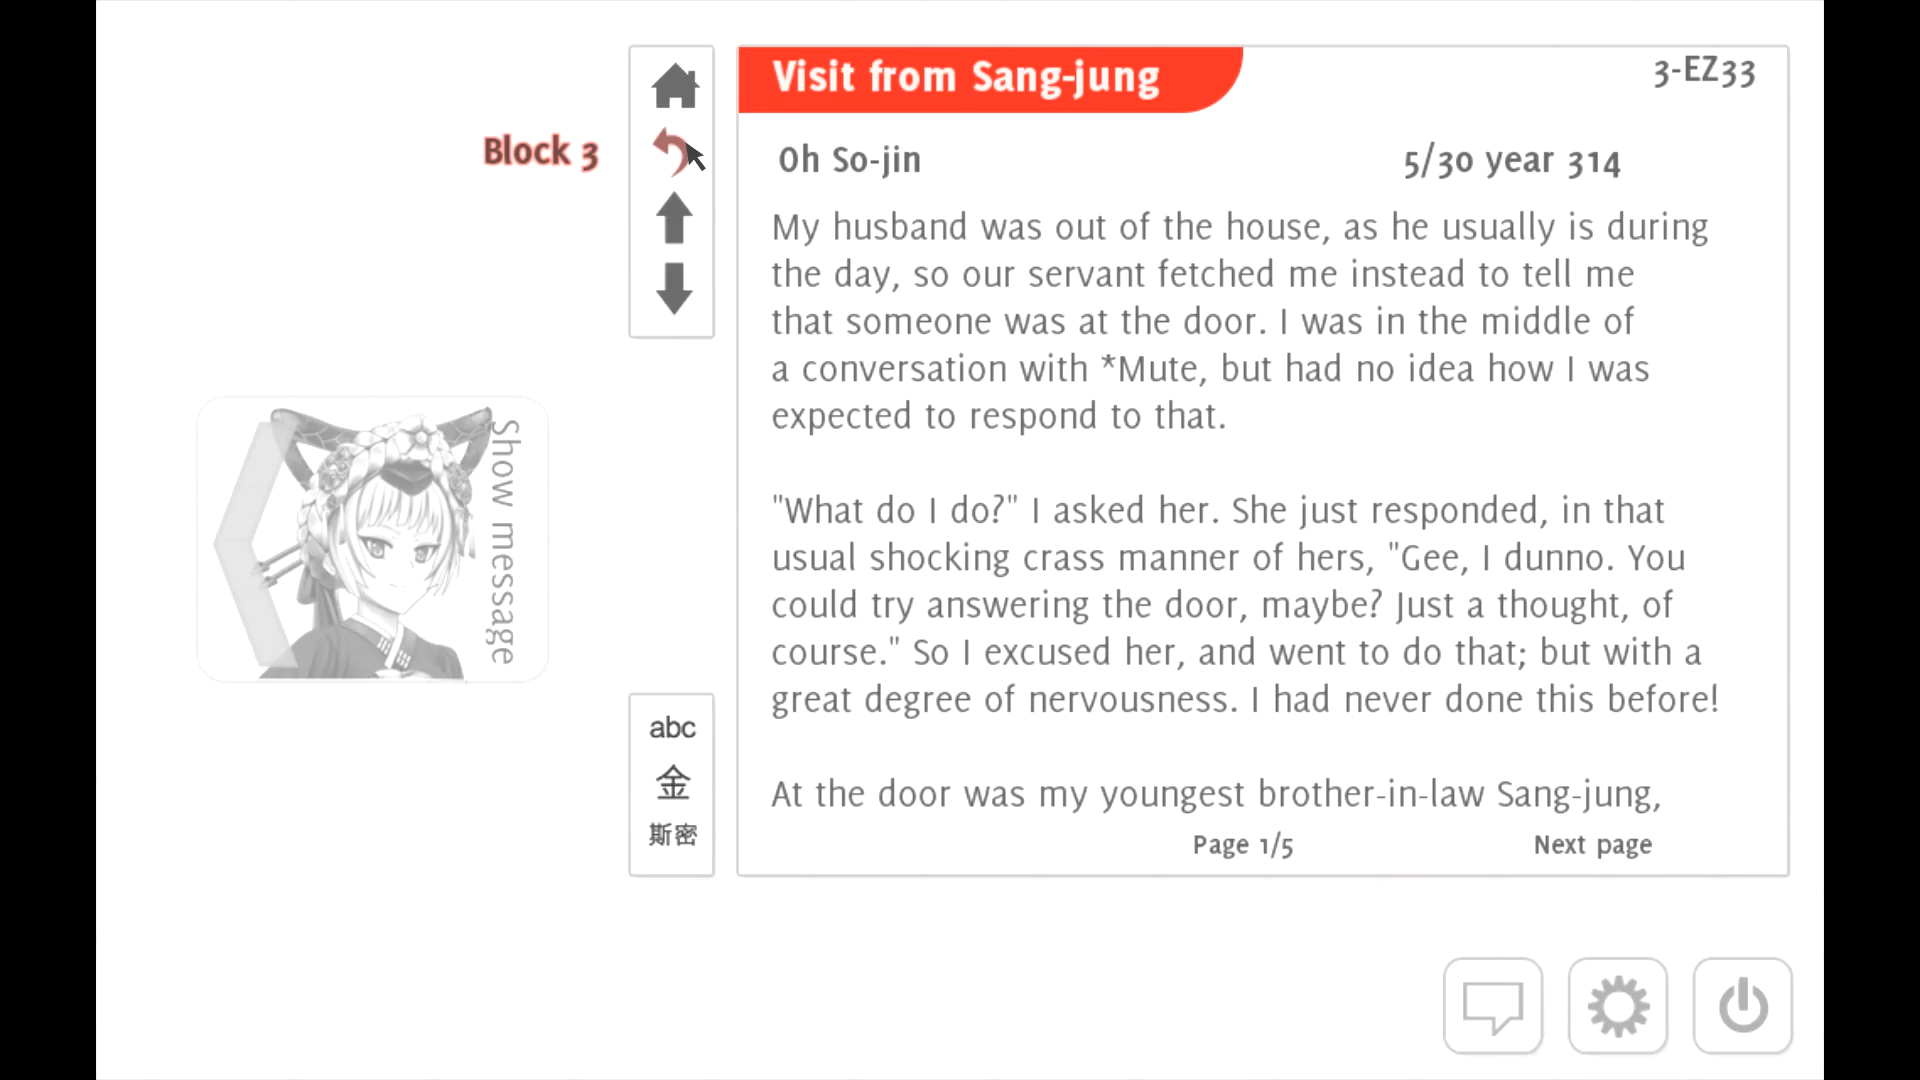 Visit from Sang-jung
3-EZ33
Block 3
Oh So-jin
5/30 year 314
My husband was out of the house, as he usually is during
the day, so our servant fetched me instead to tell me
that someone was at the door. I was in the middle of
a conversation with *Mute, but had no idea how I was
expected to respond to that.
"What do I do?" I asked her. She just responded, in that
usual shocking crass manner of hers, "Gee, I dunno. You
could try answering the door, maybe? Just a thought, of
course." So I excused her, and went to do that; but with a
great degree of nervousness. I had never done this before!
At the door was my youngest brother-in-law Sang-jung,
Page 1/5
Next page
Show message
abc
金
斯密